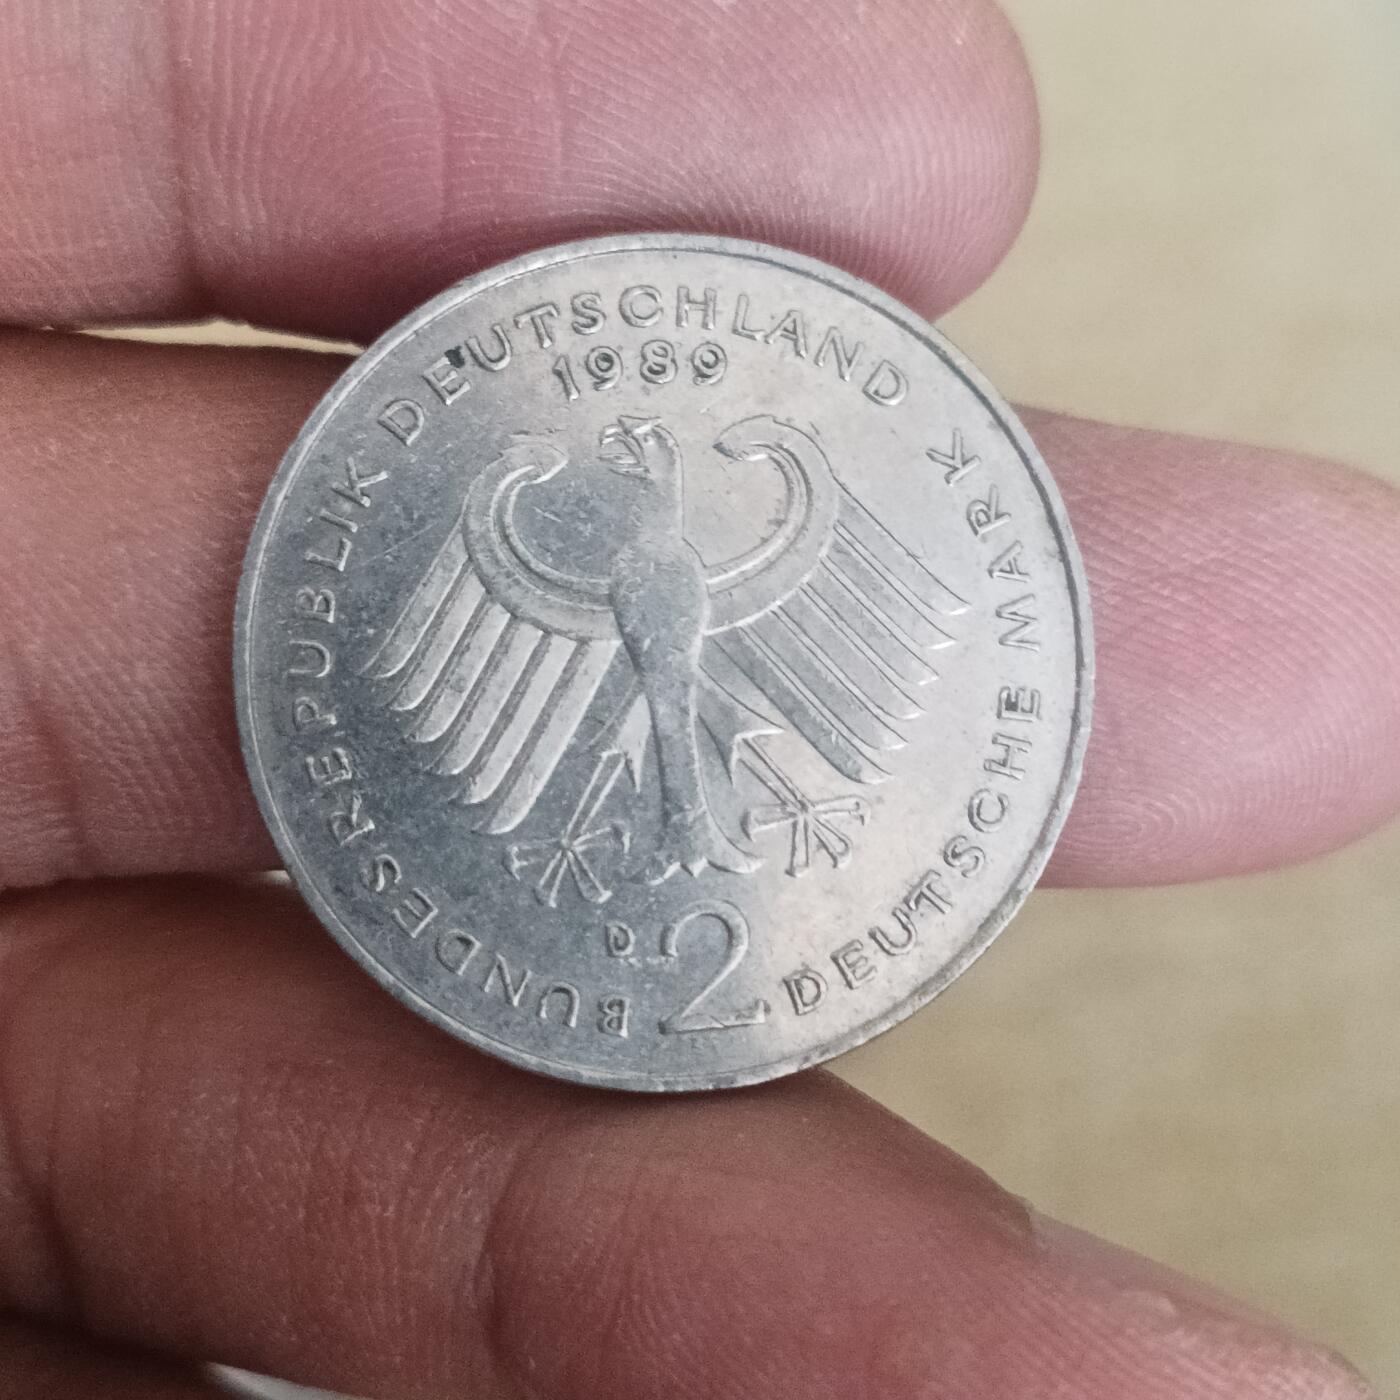 BUNDESREPUBLIK DEUTSCHLAND
1989
D
2
DEUTSCHE MARK